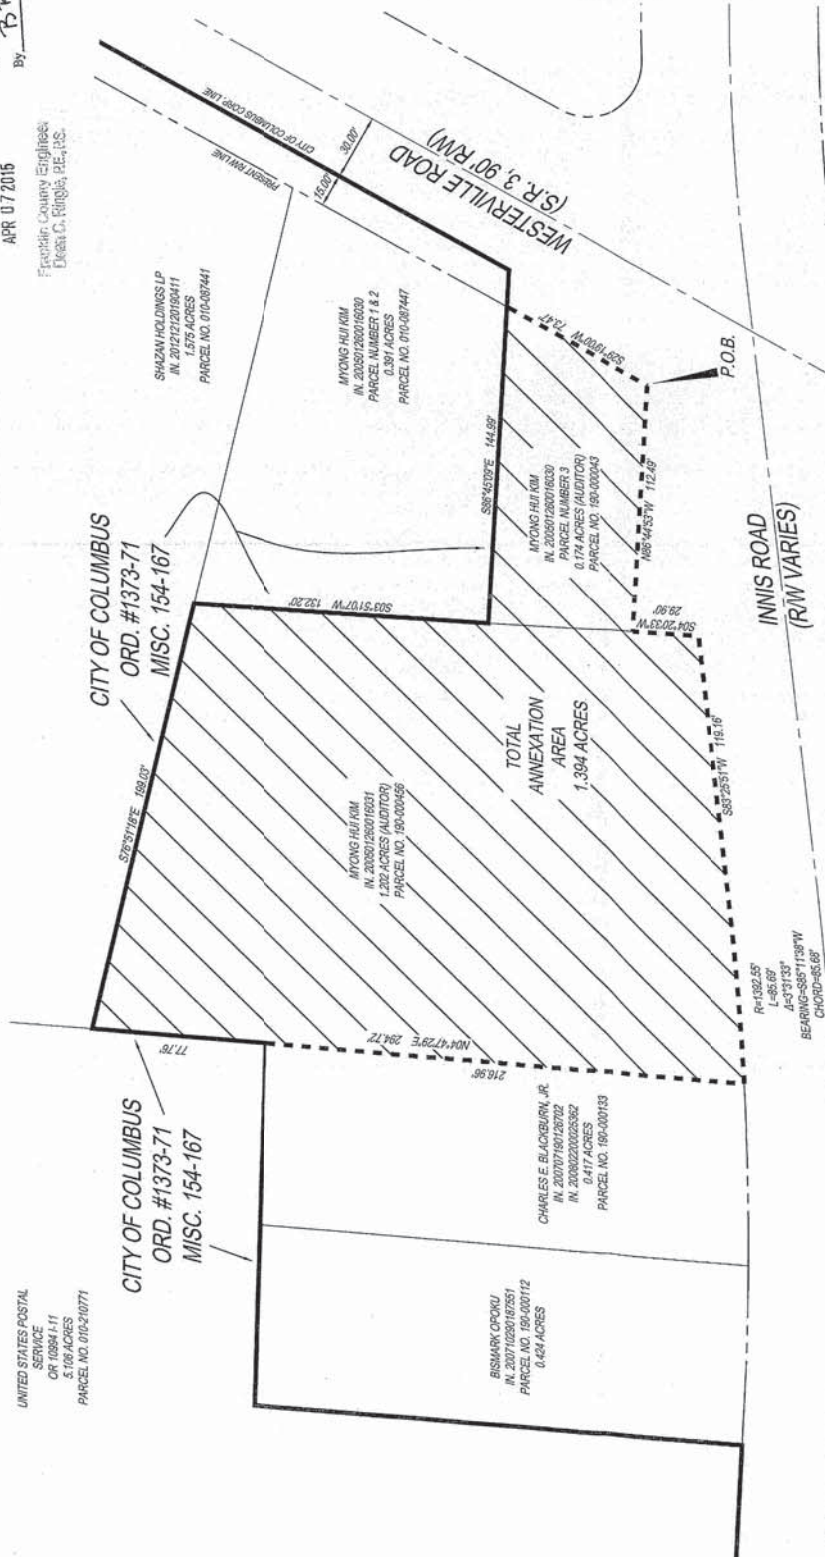 By
APR 07 2015
Franklin County Engineer
Dean C. Ringle, P.E., P.S.
CITY OF COLUMBUS CORP. LINE
PRESENT R/W LINE
15.00'
30.00'
WESTERVILLE ROAD
(S.R. 3, 90' R/W)
SHAZAN HOLDINGS LP
IN. 201212120190411
1.575 ACRES
PARCEL NO. 010-087441
MYONG HUI KIM
IN. 200501260016030
PARCEL NUMBER 1 & 2
0.391 ACRES
PARCEL NO. 010-087447
CITY OF COLUMBUS
ORD. #1373-71
MISC. 154-167
S86°45'09"E 144.99'
S29°19'00"W 73.47'
P.O.B.
MYONG HUI KIM
IN. 200501260016030
PARCEL NUMBER 3
0.174 ACRES (AUDITOR)
PARCEL NO. 190-000043
N86°44'53"W 112.49'
S03°51'07"W 132.20'
S04°20'33"W
29.90'
INNIS ROAD
(R/W VARIES)
S76°51'18"E 199.03'
TOTAL
ANNEXATION
AREA
1.394 ACRES
MYONG HUI KIM
IN. 200501260016031
1.202 ACRES (AUDITOR)
PARCEL NO. 190-000456
S83°25'51"W 119.16'
77.76'
N04°47'29"E 294.72'
216.96'
R=1392.55'
L=85.69'
Δ=3°31'33"
BEARING=S85°11'38"W
CHORD=85.68'
CITY OF COLUMBUS
ORD. #1373-71
MISC. 154-167
CHARLES E. BLACKBURN, JR.
IN. 200707190126702
IN. 200802200025362
0.417 ACRES
PARCEL NO. 190-000133
UNITED STATES POSTAL
SERVICE
OR 10994 I-11
5.106 ACRES
PARCEL NO. 010-210771
BISMARK OPOKU
IN. 200710290187551
PARCEL NO. 190-000112
0.424 ACRES